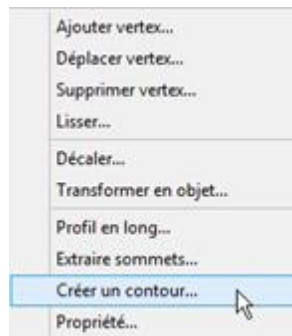 Ajouter vertex...
Déplacer vertex...
Supprimer vertex...
Lisser...
Décaler...
Transformer en objet...
Profil en long...
Extraire sommets...
Créer un contour...
Propriété...